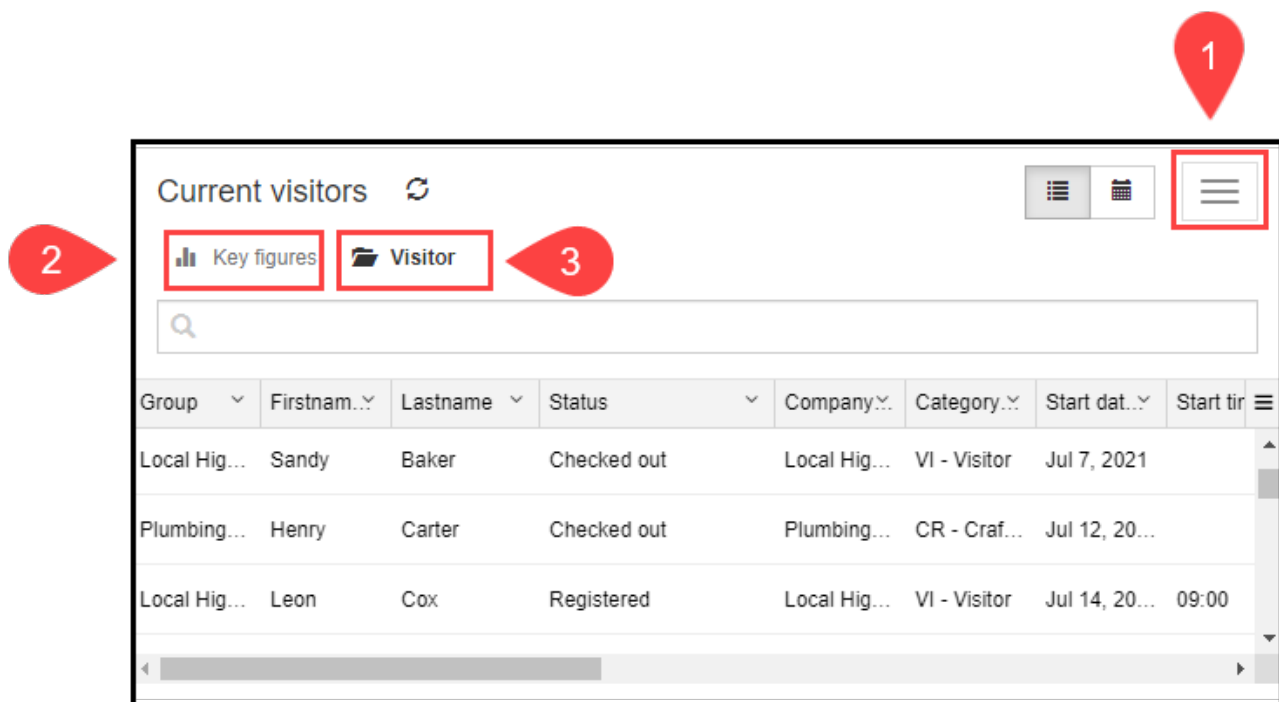 1
Current visitors
2 Key figures Visitor 3
Group Firstnam... Lastname Status Company... Category... Start dat... Start tir
Local Hig... Sandy Baker Checked out Local Hig... VI - Visitor Jul 7, 2021
Plumbing... Henry Carter Checked out Plumbing... CR - Craf... Jul 12, 20...
Local Hig... Leon Cox Registered Local Hig... VI - Visitor Jul 14, 20... 09:00